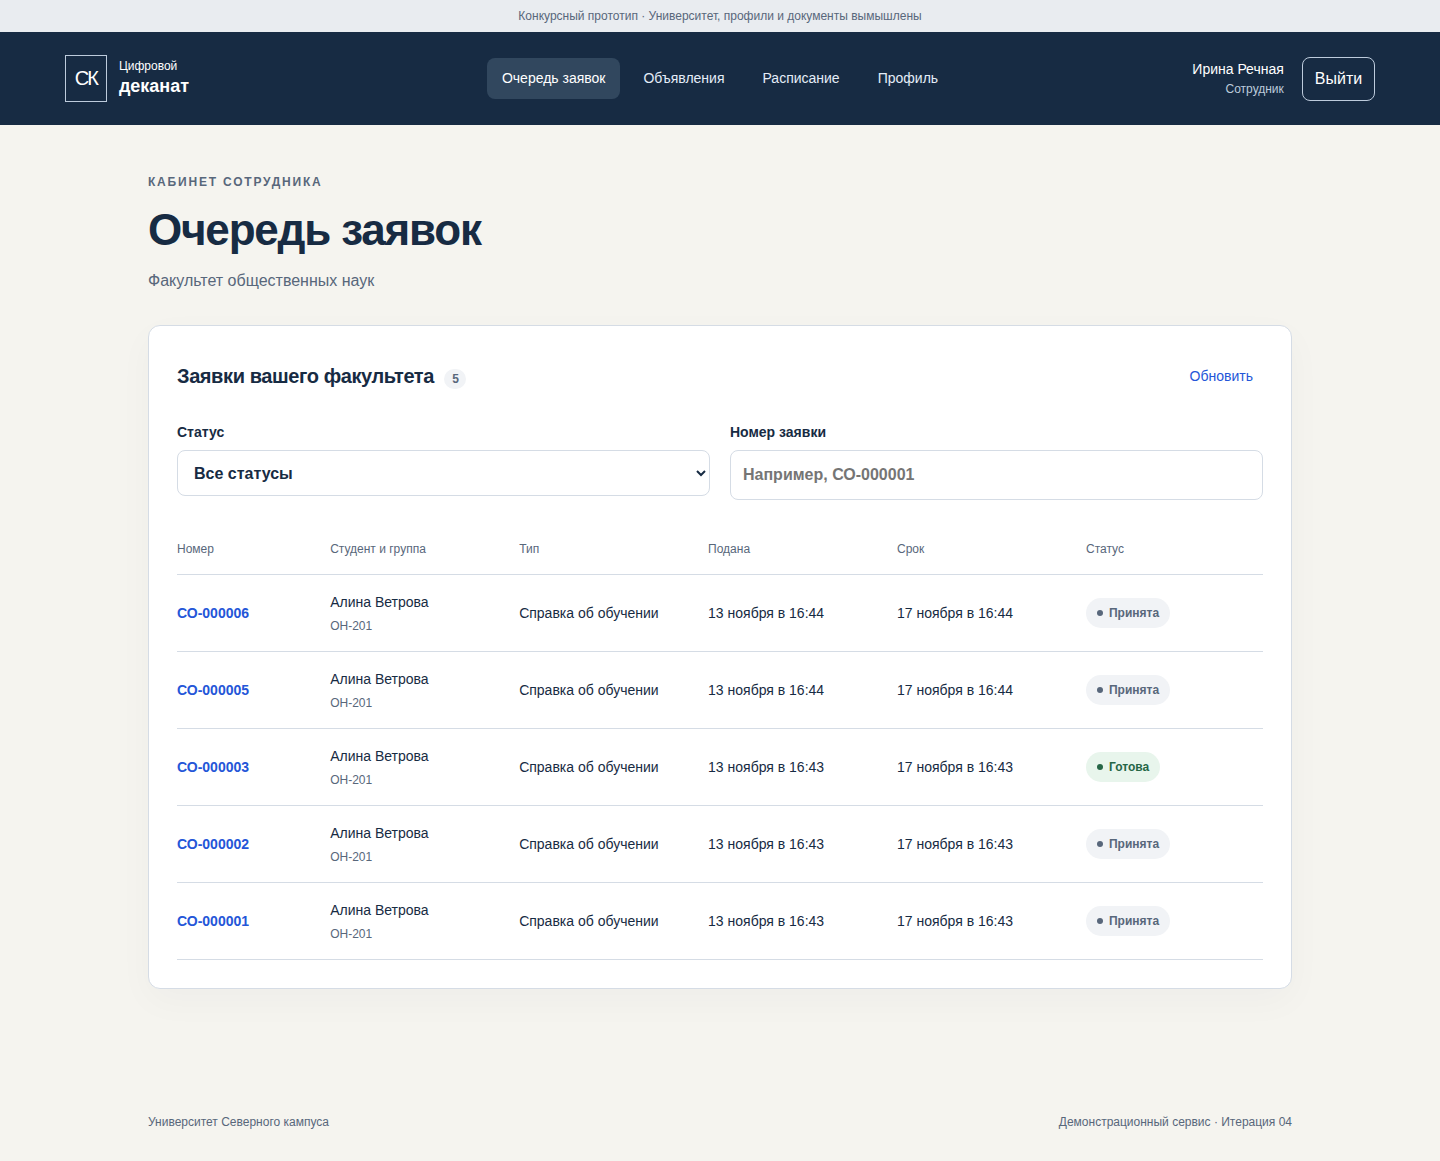 Конкурсный прототип · Университет, профили и документы вымышлены
СК
Цифровой
деканат
Очередь заявок
Объявления
Расписание
Профиль
Ирина Речная
Сотрудник
Выйти
КАБИНЕТ СОТРУДНИКА
Очередь заявок
Факультет общественных наук
Заявки вашего факультета 5
Обновить
Статус
Номер заявки
Все статусы
Например, СО-000001
Номер Студент и группа Тип Подана Срок Статус
СО-000006 Алина Ветрова ОН-201 Справка об обучении 13 ноября в 16:44 17 ноября в 16:44 Принята
СО-000005 Алина Ветрова ОН-201 Справка об обучении 13 ноября в 16:44 17 ноября в 16:44 Принята
СО-000003 Алина Ветрова ОН-201 Справка об обучении 13 ноября в 16:43 17 ноября в 16:43 Готова
СО-000002 Алина Ветрова ОН-201 Справка об обучении 13 ноября в 16:43 17 ноября в 16:43 Принята
СО-000001 Алина Ветрова ОН-201 Справка об обучении 13 ноября в 16:43 17 ноября в 16:43 Принята
Университет Северного кампуса
Демонстрационный сервис · Итерация 04